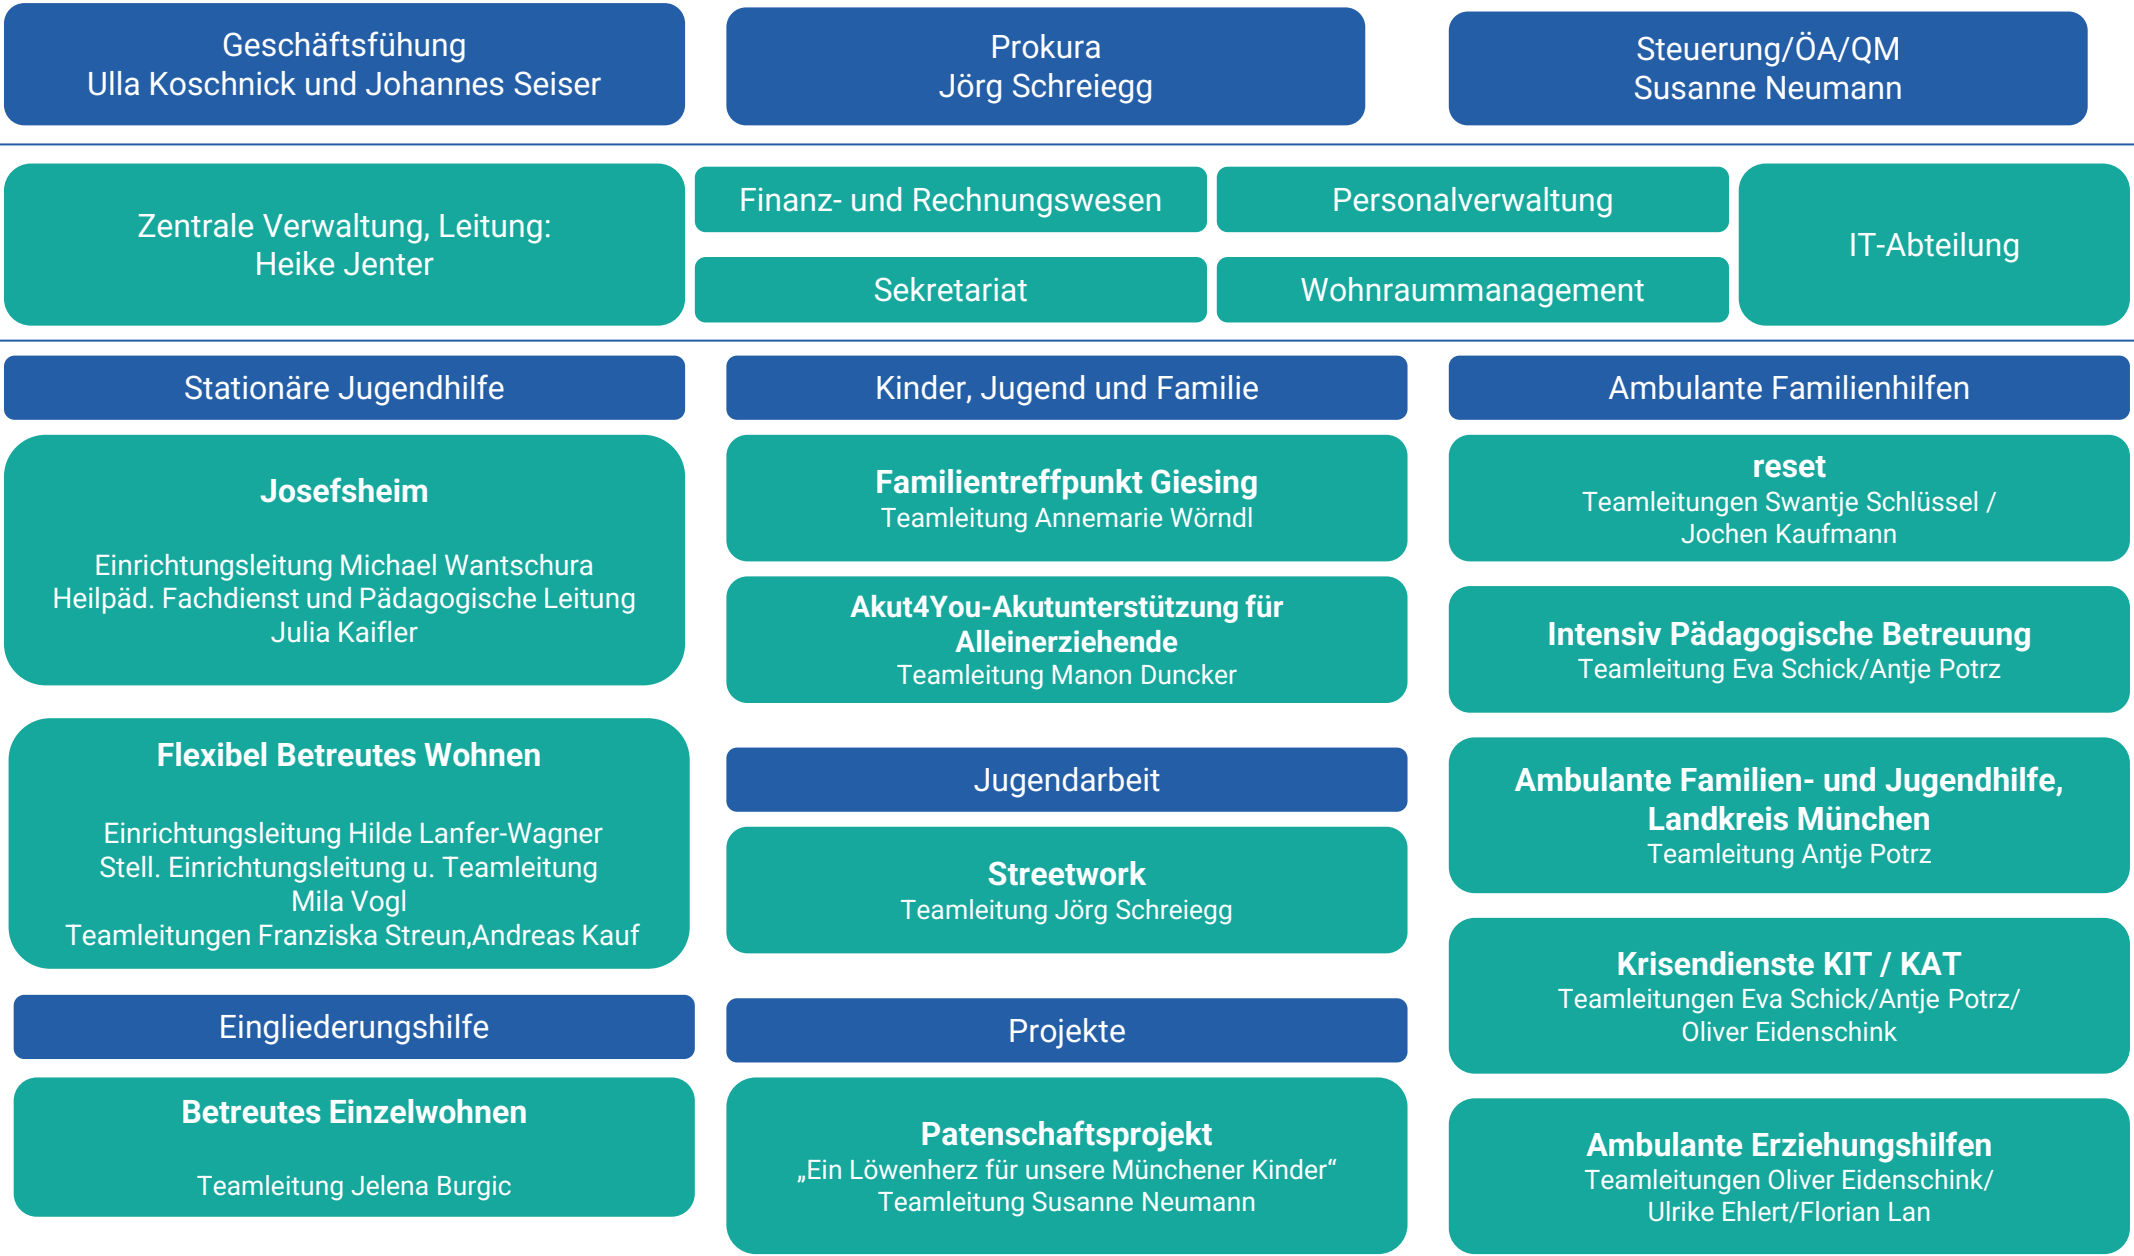 Geschäftsfühung
Ulla Koschnick und Johannes Seiser
Prokura
Jörg Schreiegg
Steuerung/ÖA/QM
Susanne Neumann
Zentrale Verwaltung, Leitung:
Heike Jenter
Finanz- und Rechnungswesen
Personalverwaltung
Sekretariat
Wohnraummanagement
IT-Abteilung
Stationäre Jugendhilfe
Josefsheim
Einrichtungsleitung Michael Wantschura
Heilpäd. Fachdienst und Pädagogische Leitung
Julia Kaifler
Flexibel Betreutes Wohnen
Einrichtungsleitung Hilde Lanfer-Wagner
Stell. Einrichtungsleitung u. Teamleitung
Mila Vogl
Teamleitungen Franziska Streun,Andreas Kauf
Eingliederungshilfe
Betreutes Einzelwohnen
Teamleitung Jelena Burgic
Kinder, Jugend und Familie
Familientreffpunkt Giesing
Teamleitung Annemarie Wörndl
Akut4You-Akutunterstützung für
Alleinerziehende
Teamleitung Manon Duncker
Jugendarbeit
Streetwork
Teamleitung Jörg Schreiegg
Projekte
Patenschaftsprojekt
„Ein Löwenherz für unsere Münchener Kinder“
Teamleitung Susanne Neumann
Ambulante Familienhilfen
reset
Teamleitungen Swantje Schlüssel /
Jochen Kaufmann
Intensiv Pädagogische Betreuung
Teamleitung Eva Schick/Antje Potrz
Ambulante Familien- und Jugendhilfe,
Landkreis München
Teamleitung Antje Potrz
Krisendienste KIT / KAT
Teamleitungen Eva Schick/Antje Potrz/
Oliver Eidenschink
Ambulante Erziehungshilfen
Teamleitungen Oliver Eidenschink/
Ulrike Ehlert/Florian Lan